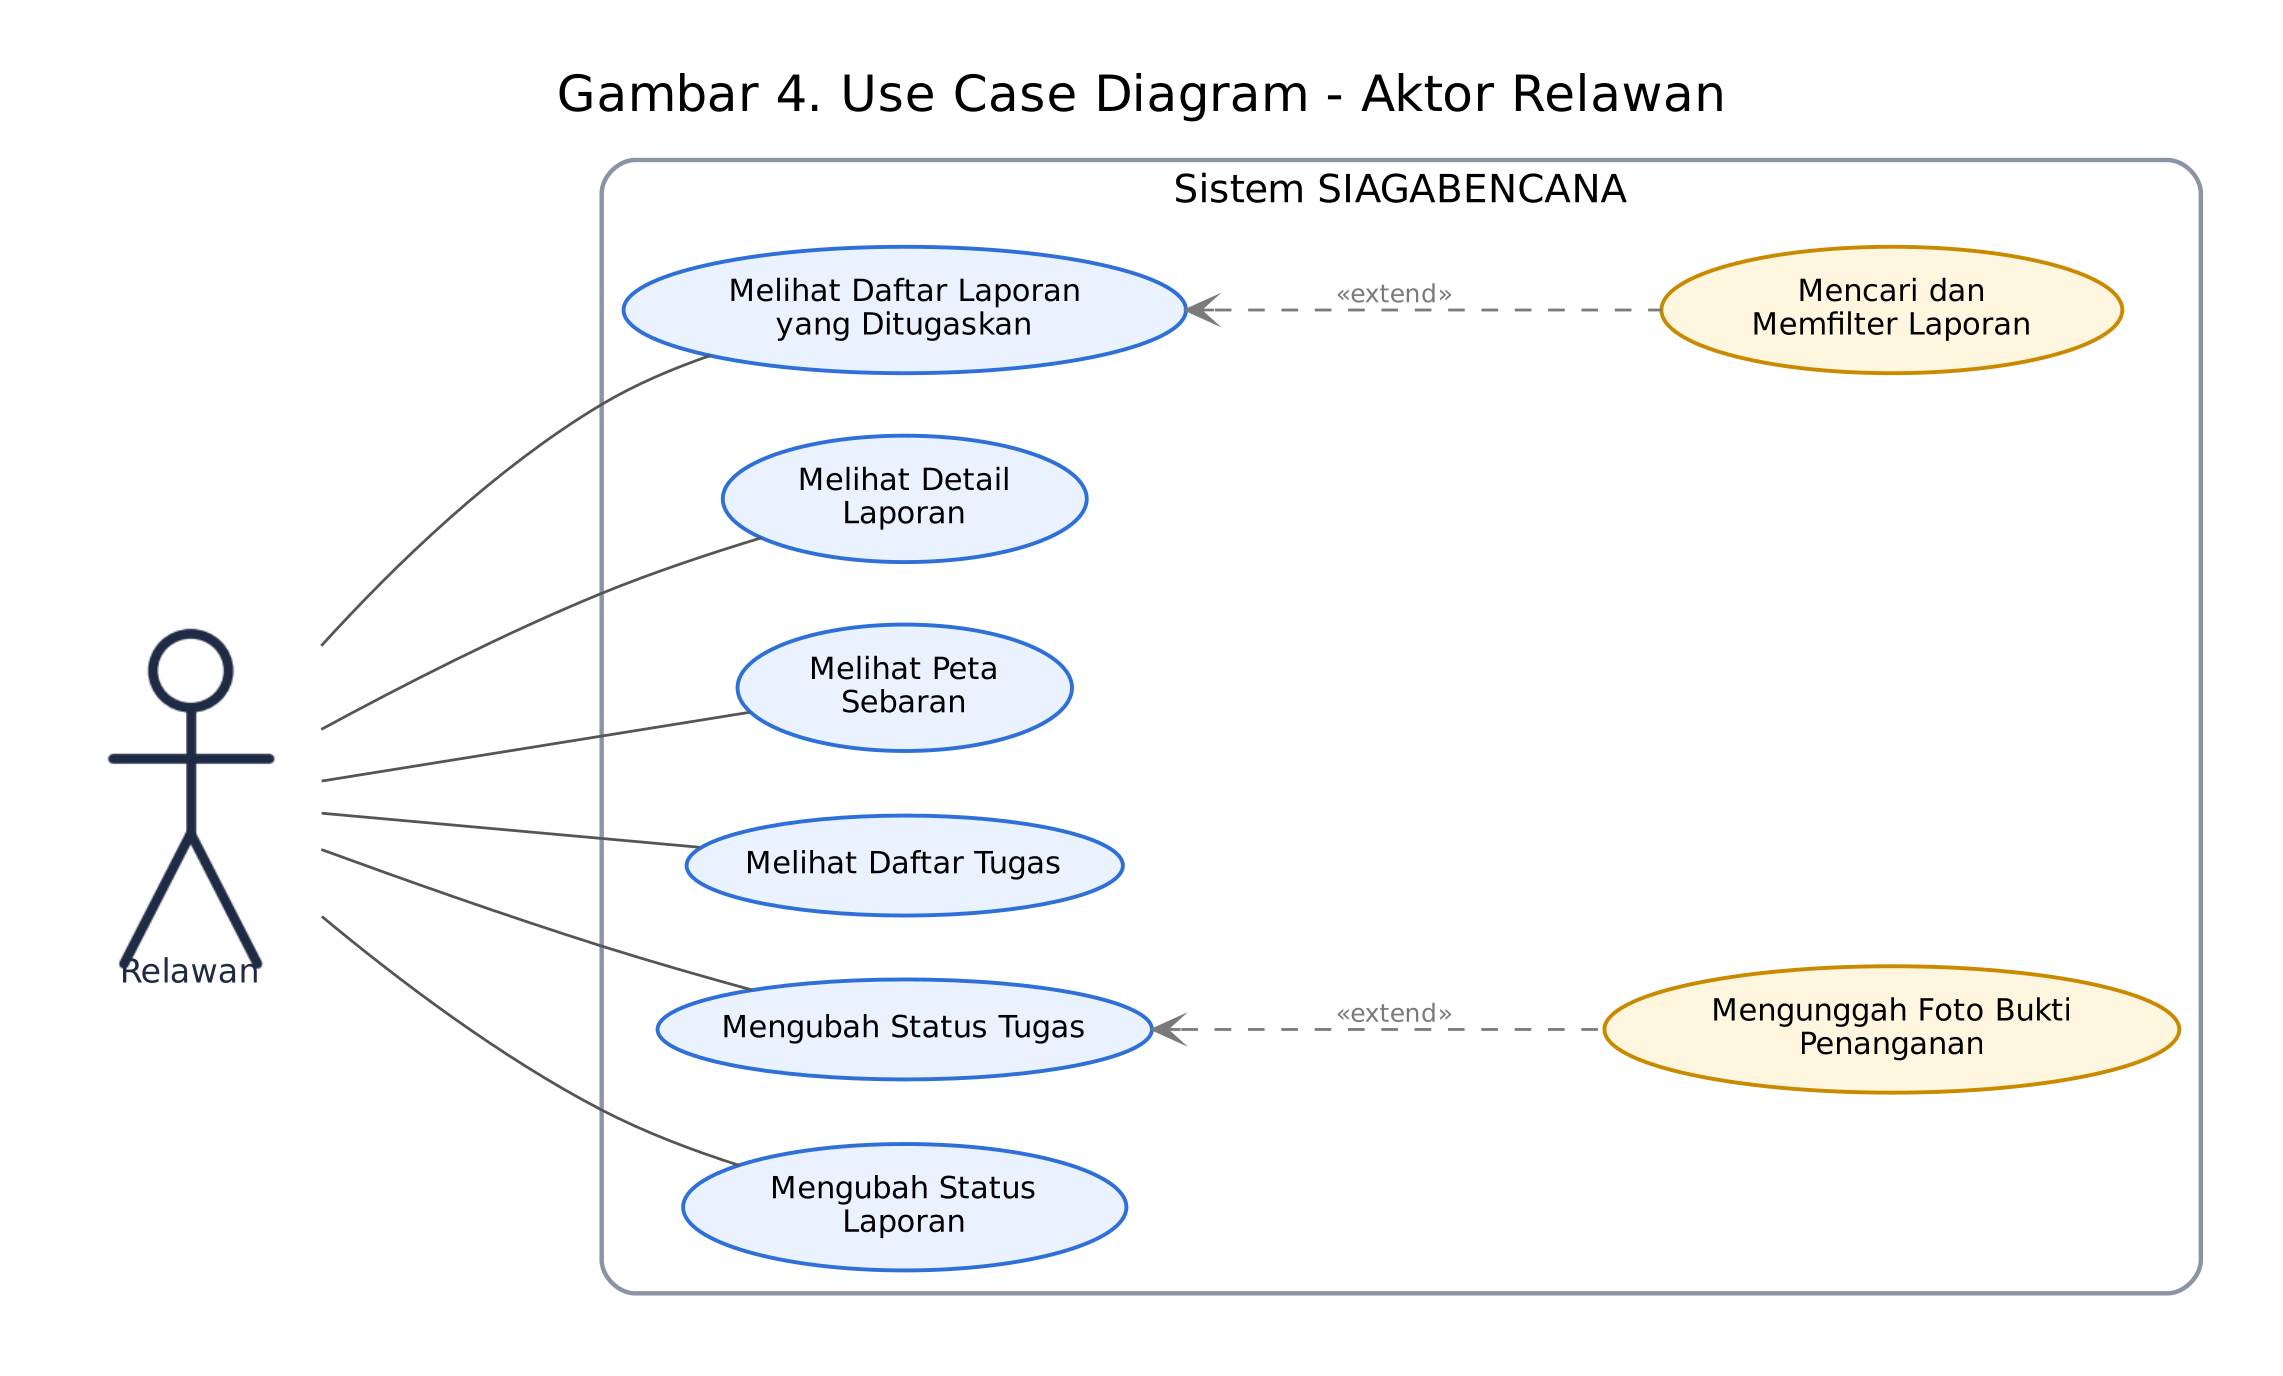 Gambar 4. Use Case Diagram - Aktor Relawan
Sistem SIAGABENCANA
Melihat Daftar Laporan
yang Ditugaskan
«extend»
Mencari dan
Memfilter Laporan
Melihat Detail
Laporan
Melihat Peta
Sebaran
Melihat Daftar Tugas
Relawan
Mengubah Status Tugas
«extend»
Mengunggah Foto Bukti
Penanganan
Mengubah Status
Laporan